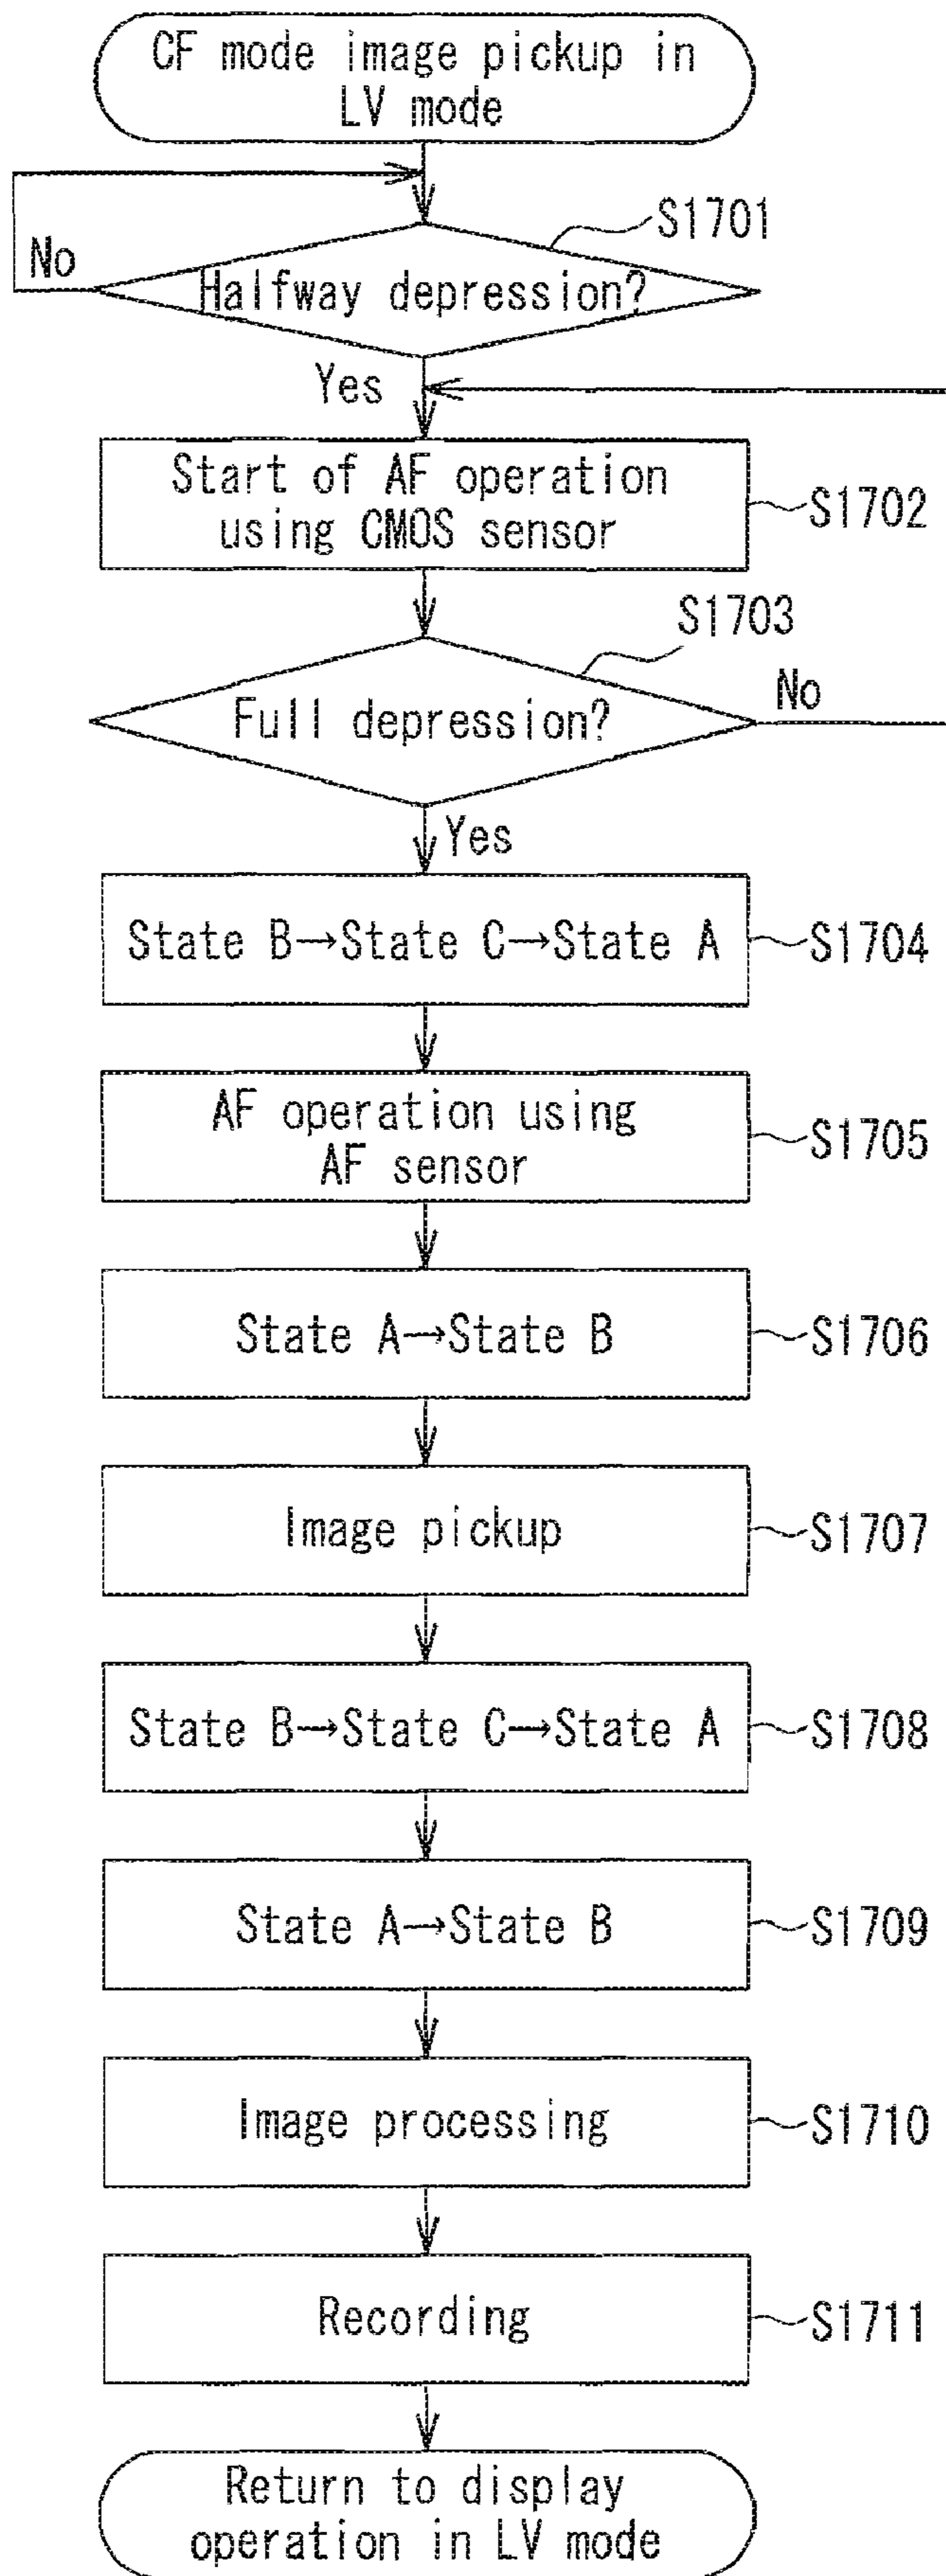 CF mode image pickup in
LV mode
S1701
No
Halfway depression?
Yes
Start of AF operation
using CMOS sensor
S1702
S1703
No
Full depression?
Yes
State B→State C→State A
S1704
AF operation using
AF sensor
S1705
State A→State B
S1706
Image pickup
S1707
State B→State C→State A
S1708
State A→State B
S1709
Image processing
S1710
Recording
S1711
Return to display
operation in LV mode